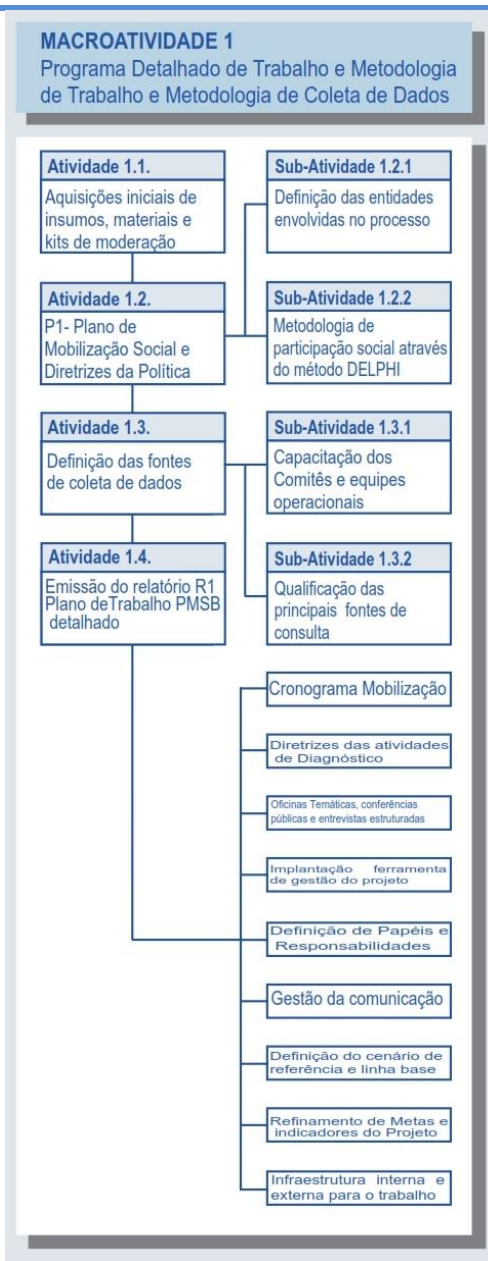 MACROATIVIDADE 1
Programa Detalhado de Trabalho e Metodologia
de Trabalho e Metodologia de Coleta de Dados
Atividade 1.1.
Aquisições iniciais de
insumos, materiais e
kits de moderação
Sub-Atividade 1.2.1
Definição das entidades
envolvidas no processo
Atividade 1.2.
P1- Plano de
Mobilização Social e
Diretrizes da Política
Sub-Atividade 1.2.2
Metodologia de
participação social através
do método DELPHI
Atividade 1.3.
Definição das fontes
de coleta de dados
Sub-Atividade 1.3.1
Capacitação dos
Comitês e equipes
operacionais
Atividade 1.4.
Emissão do relatório R1
Plano deTrabalho PMSB
detalhado
Sub-Atividade 1.3.2
Qualificação das
principais fontes de
consulta
Cronograma Mobilização
Diretrizes das atividades
de Diagnóstico
Oficinas Temáticas, conferências
públicas e entrevistas estruturadas
Implantação ferramenta
de gestão do projeto
Definição de Papéis e
Responsabilidades
Gestão da comunicação
Definição do cenário de
referência e linha base
Refinamento de Metas e
indicadores do Projeto
Infraestrutura interna e
externa para o trabalho